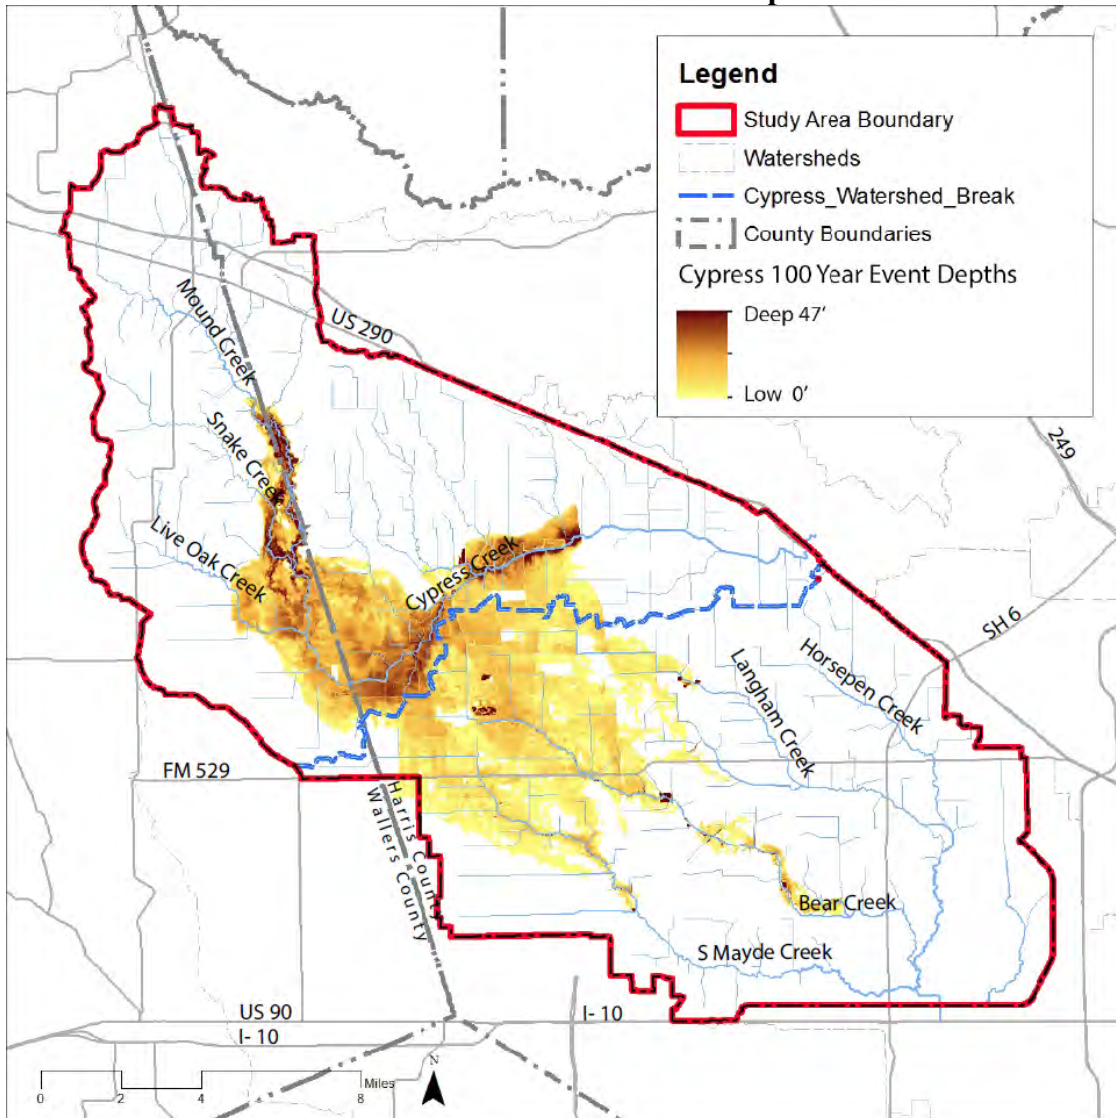 Legend
Study Area Boundary
Watersheds
Cypress_Watershed_Break
County Boundaries
Cypress 100 Year Event Depths
Deep 47'
Low 0'
US 290
Mound Creek
Snake Creek
Live Oak Creek
Cypress Creek
249
SH 6
Horsepen Creek
Langham Creek
FM 529
Harris County
Wallers County
Bear Creek
S Mayde Creek
US 90
I- 10
I- 10
N
0
2
4
8
Miles